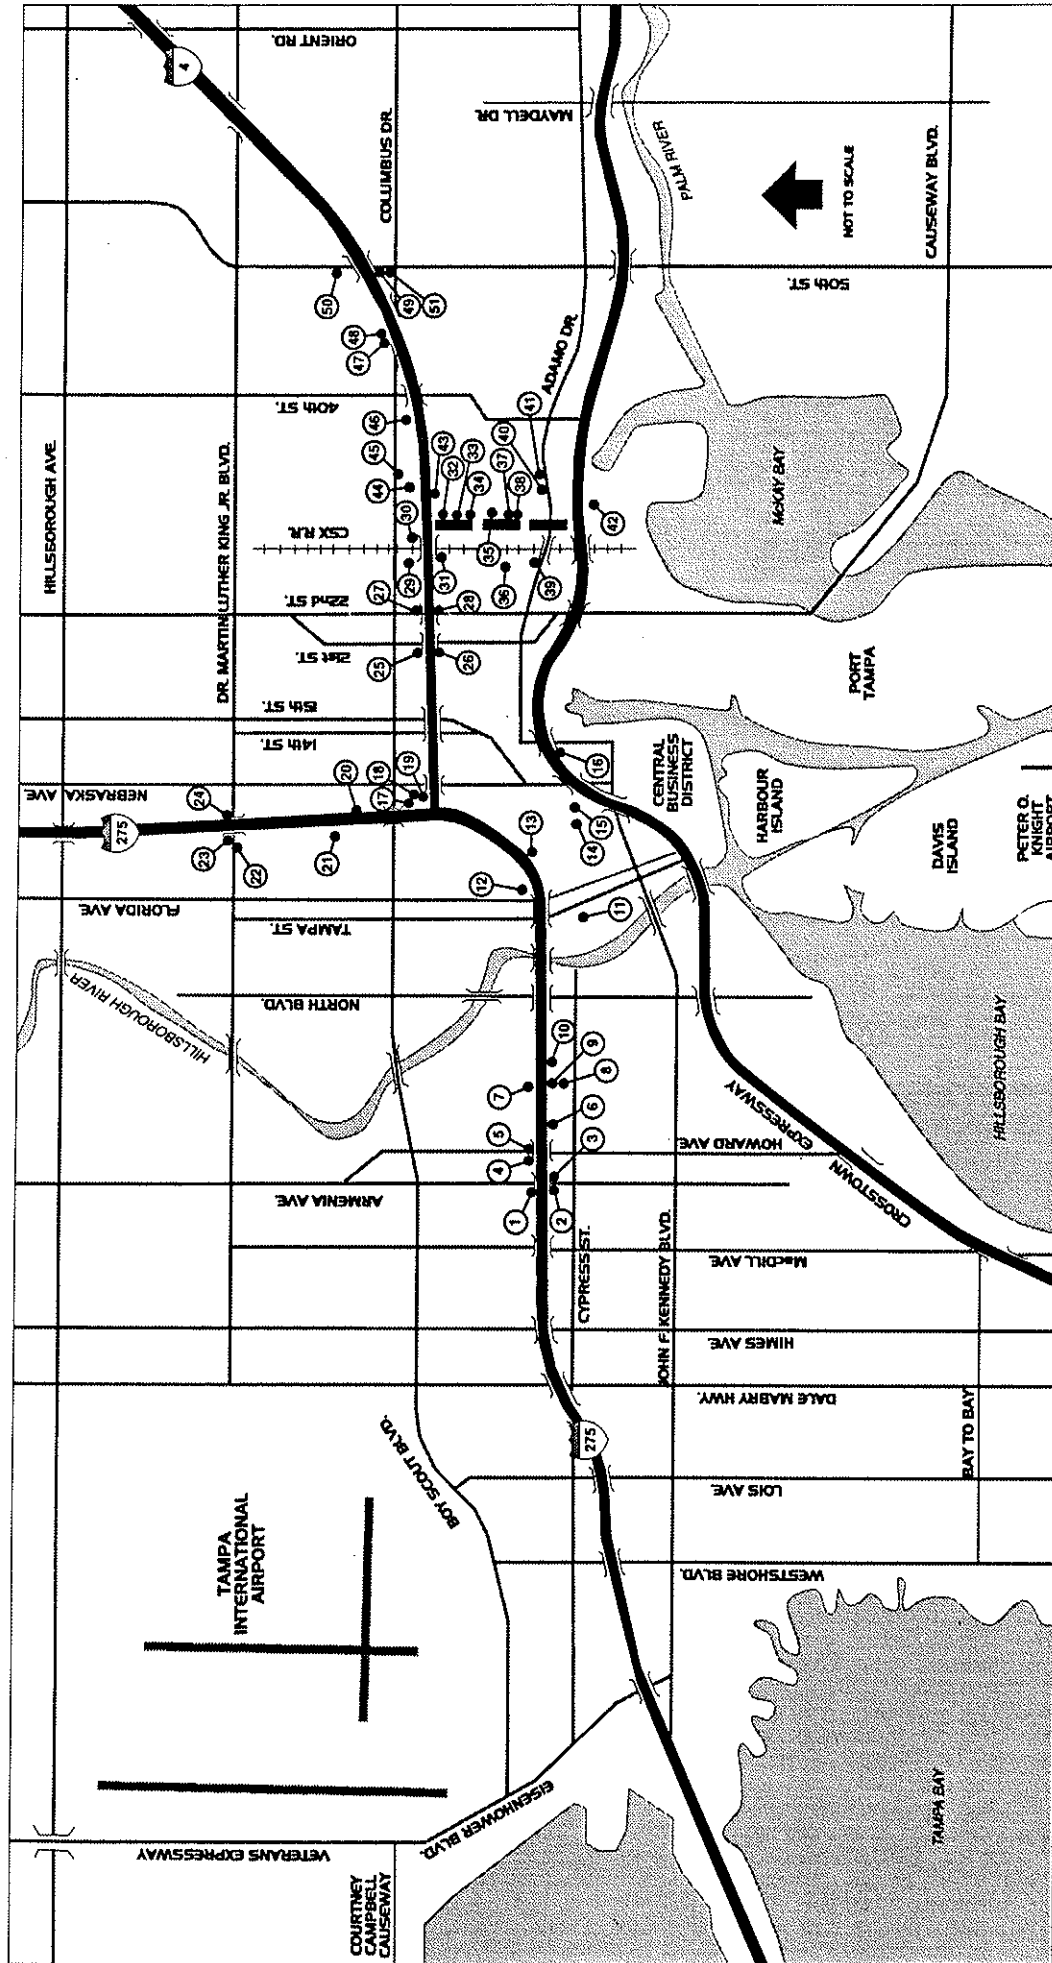 HILLSBOROUGH AVE.
DR. MARTIN LUTHER KING JR. BLVD.
COLUMBUS DR.
ORIENT RD.
4
MAYDELL DR.
PALM RIVER
NOT TO SCALE
CAUSEWAY BLVD.
50th ST.
ADAMO DR.
40th ST.
CSX R.R.
22nd ST.
21st ST.
15th ST.
14th ST.
NEBRASKA AVE.
275
FLORIDA AVE.
TAMPA ST.
HILLSBOROUGH RIVER
NORTH BLVD.
ARMENIA AVE.
HOWARD AVE.
McKAY BAY
PORT
TAMPA
CENTRAL
BUSINESS
DISTRICT
HARBOUR
ISLAND
DAVIS
ISLAND
PETER O.
KNIGHT
AIRPORT
HILLSBOROUGH BAY
CROSSTOWN EXPRESSWAY
CYPRESS ST.
JOHN F. KENNEDY BLVD.
MacDILL AVE.
HIMES AVE.
DALE MABRY HWY.
BAY TO BAY
275
LOIS AVE.
WESTSHORE BLVD.
BOY SCOUT BLVD.
TAMPA
INTERNATIONAL
AIRPORT
EISENHOWER BLVD.
VETERANS EXPRESSWAY
COURTNEY
CAMPBELL
CAUSEWAY
TAMPA BAY
1
2
3
4
5
6
7
8
9
10
11
12
13
14
15
16
17
18
19
20
21
22
23
24
25
26
27
28
29
30
31
32
33
34
35
36
37
38
39
40
41
42
43
44
45
46
47
48
49
50
51